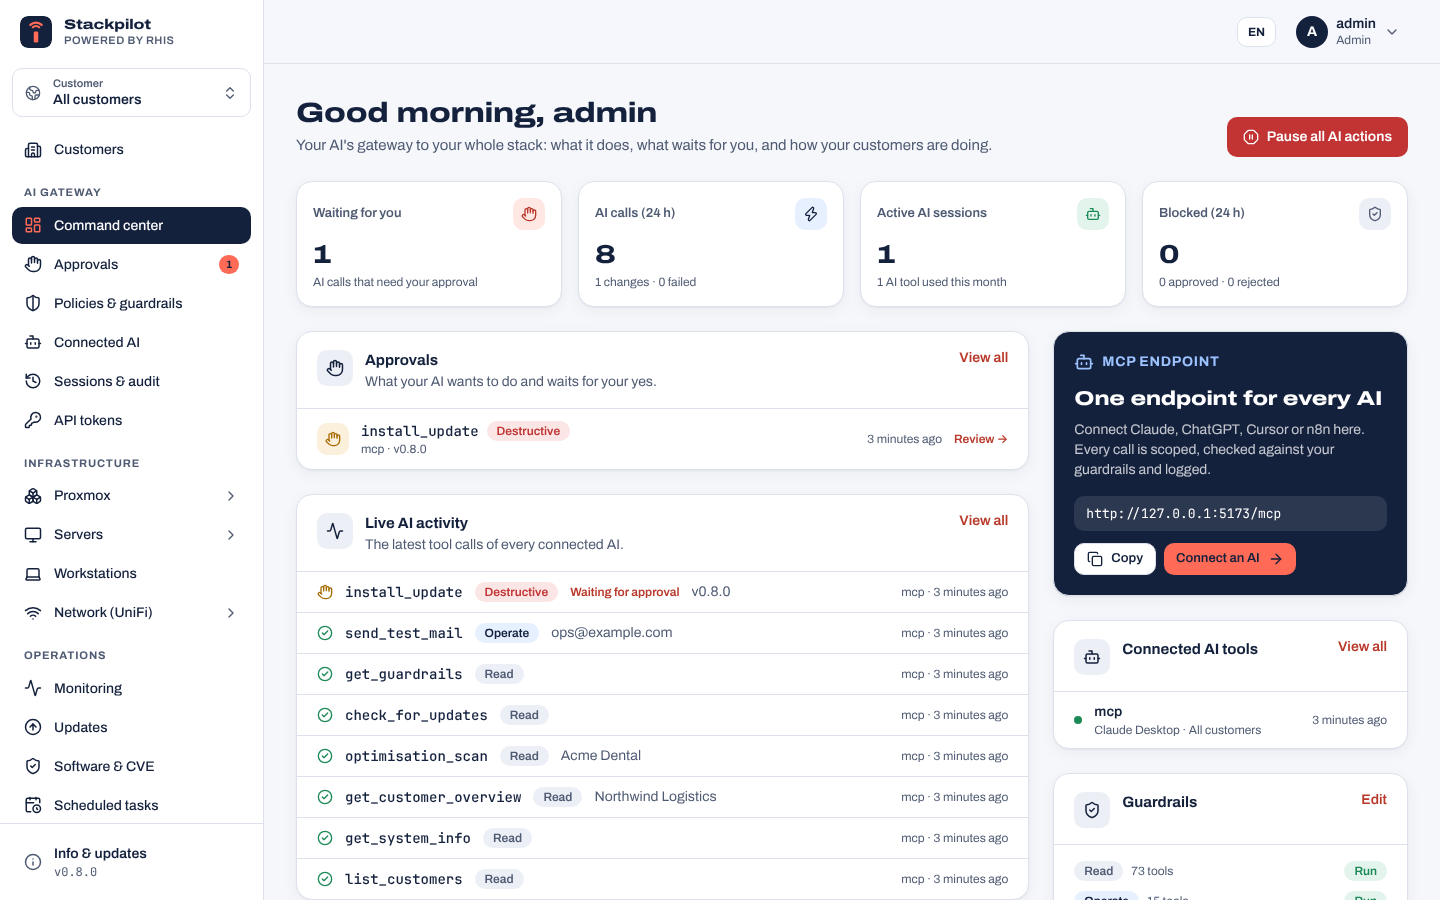 Stackpilot
POWERED BY RHIS
Customer
All customers
Customers
AI GATEWAY
Command center
Approvals 1
Policies & guardrails
Connected AI
Sessions & audit
API tokens
INFRASTRUCTURE
Proxmox
Servers
Workstations
Network (UniFi)
OPERATIONS
Monitoring
Updates
Software & CVE
Scheduled tasks
Info & updates
v0.8.0
EN
A
admin
Admin
Good morning, admin
Your AI's gateway to your whole stack: what it does, what waits for you, and how your customers are doing.
Pause all AI actions
Waiting for you
1
AI calls that need your approval
AI calls (24 h)
8
1 changes · 0 failed
Active AI sessions
1
1 AI tool used this month
Blocked (24 h)
0
0 approved · 0 rejected
Approvals
View all
What your AI wants to do and waits for your yes.
install_update Destructive
mcp · v0.8.0
3 minutes ago Review →
Live AI activity
View all
The latest tool calls of every connected AI.
install_update Destructive Waiting for approval v0.8.0 mcp · 3 minutes ago
send_test_mail Operate ops@example.com mcp · 3 minutes ago
get_guardrails Read mcp · 3 minutes ago
check_for_updates Read mcp · 3 minutes ago
optimisation_scan Read Acme Dental mcp · 3 minutes ago
get_customer_overview Read Northwind Logistics mcp · 3 minutes ago
get_system_info Read mcp · 3 minutes ago
list_customers Read mcp · 3 minutes ago
MCP ENDPOINT
One endpoint for every AI
Connect Claude, ChatGPT, Cursor or n8n here.
Every call is scoped, checked against your
guardrails and logged.
http://127.0.0.1:5173/mcp
Copy
Connect an AI →
Connected AI tools
View all
mcp
Claude Desktop · All customers
3 minutes ago
Guardrails
Edit
Read 73 tools Run
Operate 15 tools Run